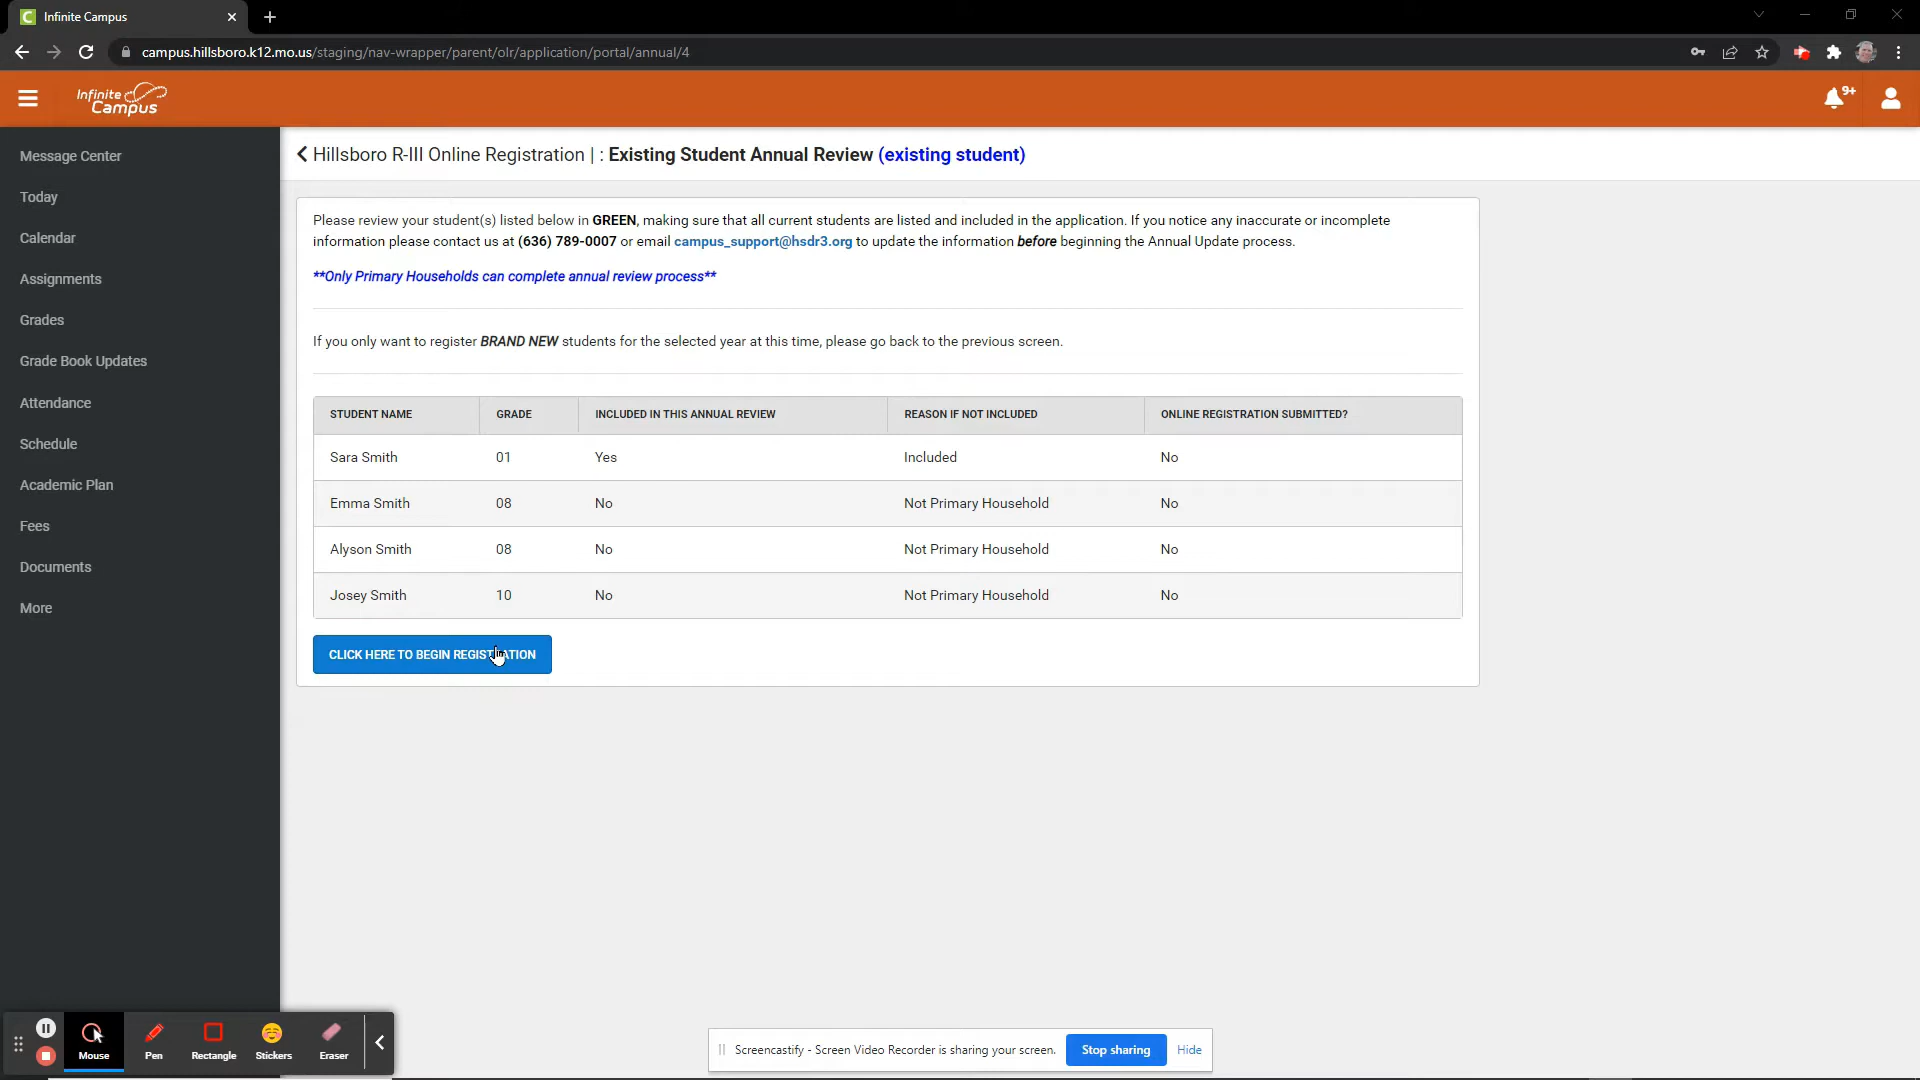 Infinite Campus
campus.hillsboro.k12.mo.us/staging/nav-wrapper/parent/olr/application/portal/annual/4
Infinite Campus
9+
Message Center
Today
Calendar
Assignments
Grades
Grade Book Updates
Attendance
Schedule
Academic Plan
Fees
Documents
More
Hillsboro R-III Online Registration | : Existing Student Annual Review (existing student)
Please review your student(s) listed below in GREEN, making sure that all current students are listed and included in the application. If you notice any inaccurate or incomplete
information please contact us at (636) 789-0007 or email campus_support@hsdr3.org to update the information before beginning the Annual Update process.
**Only Primary Households can complete annual review process**
If you only want to register BRAND NEW students for the selected year at this time, please go back to the previous screen.
STUDENT NAME GRADE INCLUDED IN THIS ANNUAL REVIEW REASON IF NOT INCLUDED ONLINE REGISTRATION SUBMITTED?
Sara Smith 01 Yes Included No
Emma Smith 08 No Not Primary Household No
Alyson Smith 08 No Not Primary Household No
Josey Smith 10 No Not Primary Household No
CLICK HERE TO BEGIN REGISTRATION
Mouse Pen Rectangle Stickers Eraser
Screencastify - Screen Video Recorder is sharing your screen. Stop sharing Hide